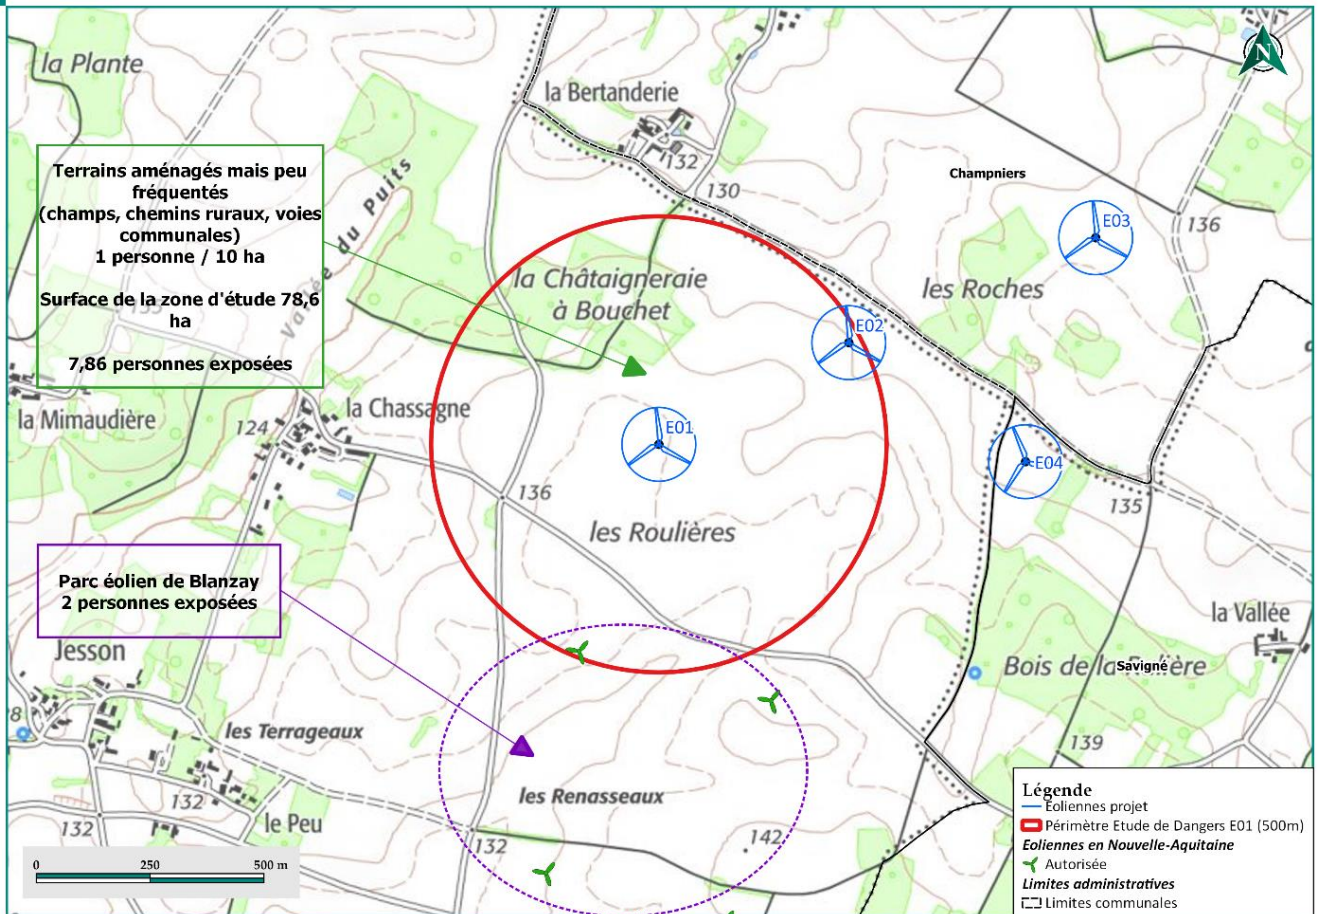 la Plante
la Bertanderie
N
132
130
Champniers
136
E03
Terrains aménagés mais peu
fréquentés
(champs, chemins ruraux, voies
communales)
1 personne / 10 ha
Surface de la zone d'étude 78,6
ha
7,86 personnes exposées
Vallée du Puits
la Châtaigneraie
à Bouchet
les Roches
E02
la Mimaudière
124
la Chassagne
E01
E04
136
135
les Roulières
Parc éolien de Blanzay
2 personnes exposées
la Vallée
Jesson
Bois de la
Savigné
les Terrageaux
139
les Renasseaux
132
le Peu
132
132
142
0 250 500 m
Légende
Eoliennes projet
Périmètre Etude de Dangers E01 (500m)
Eoliennes en Nouvelle-Aquitaine
Autorisée
Limites administratives
Limites communales